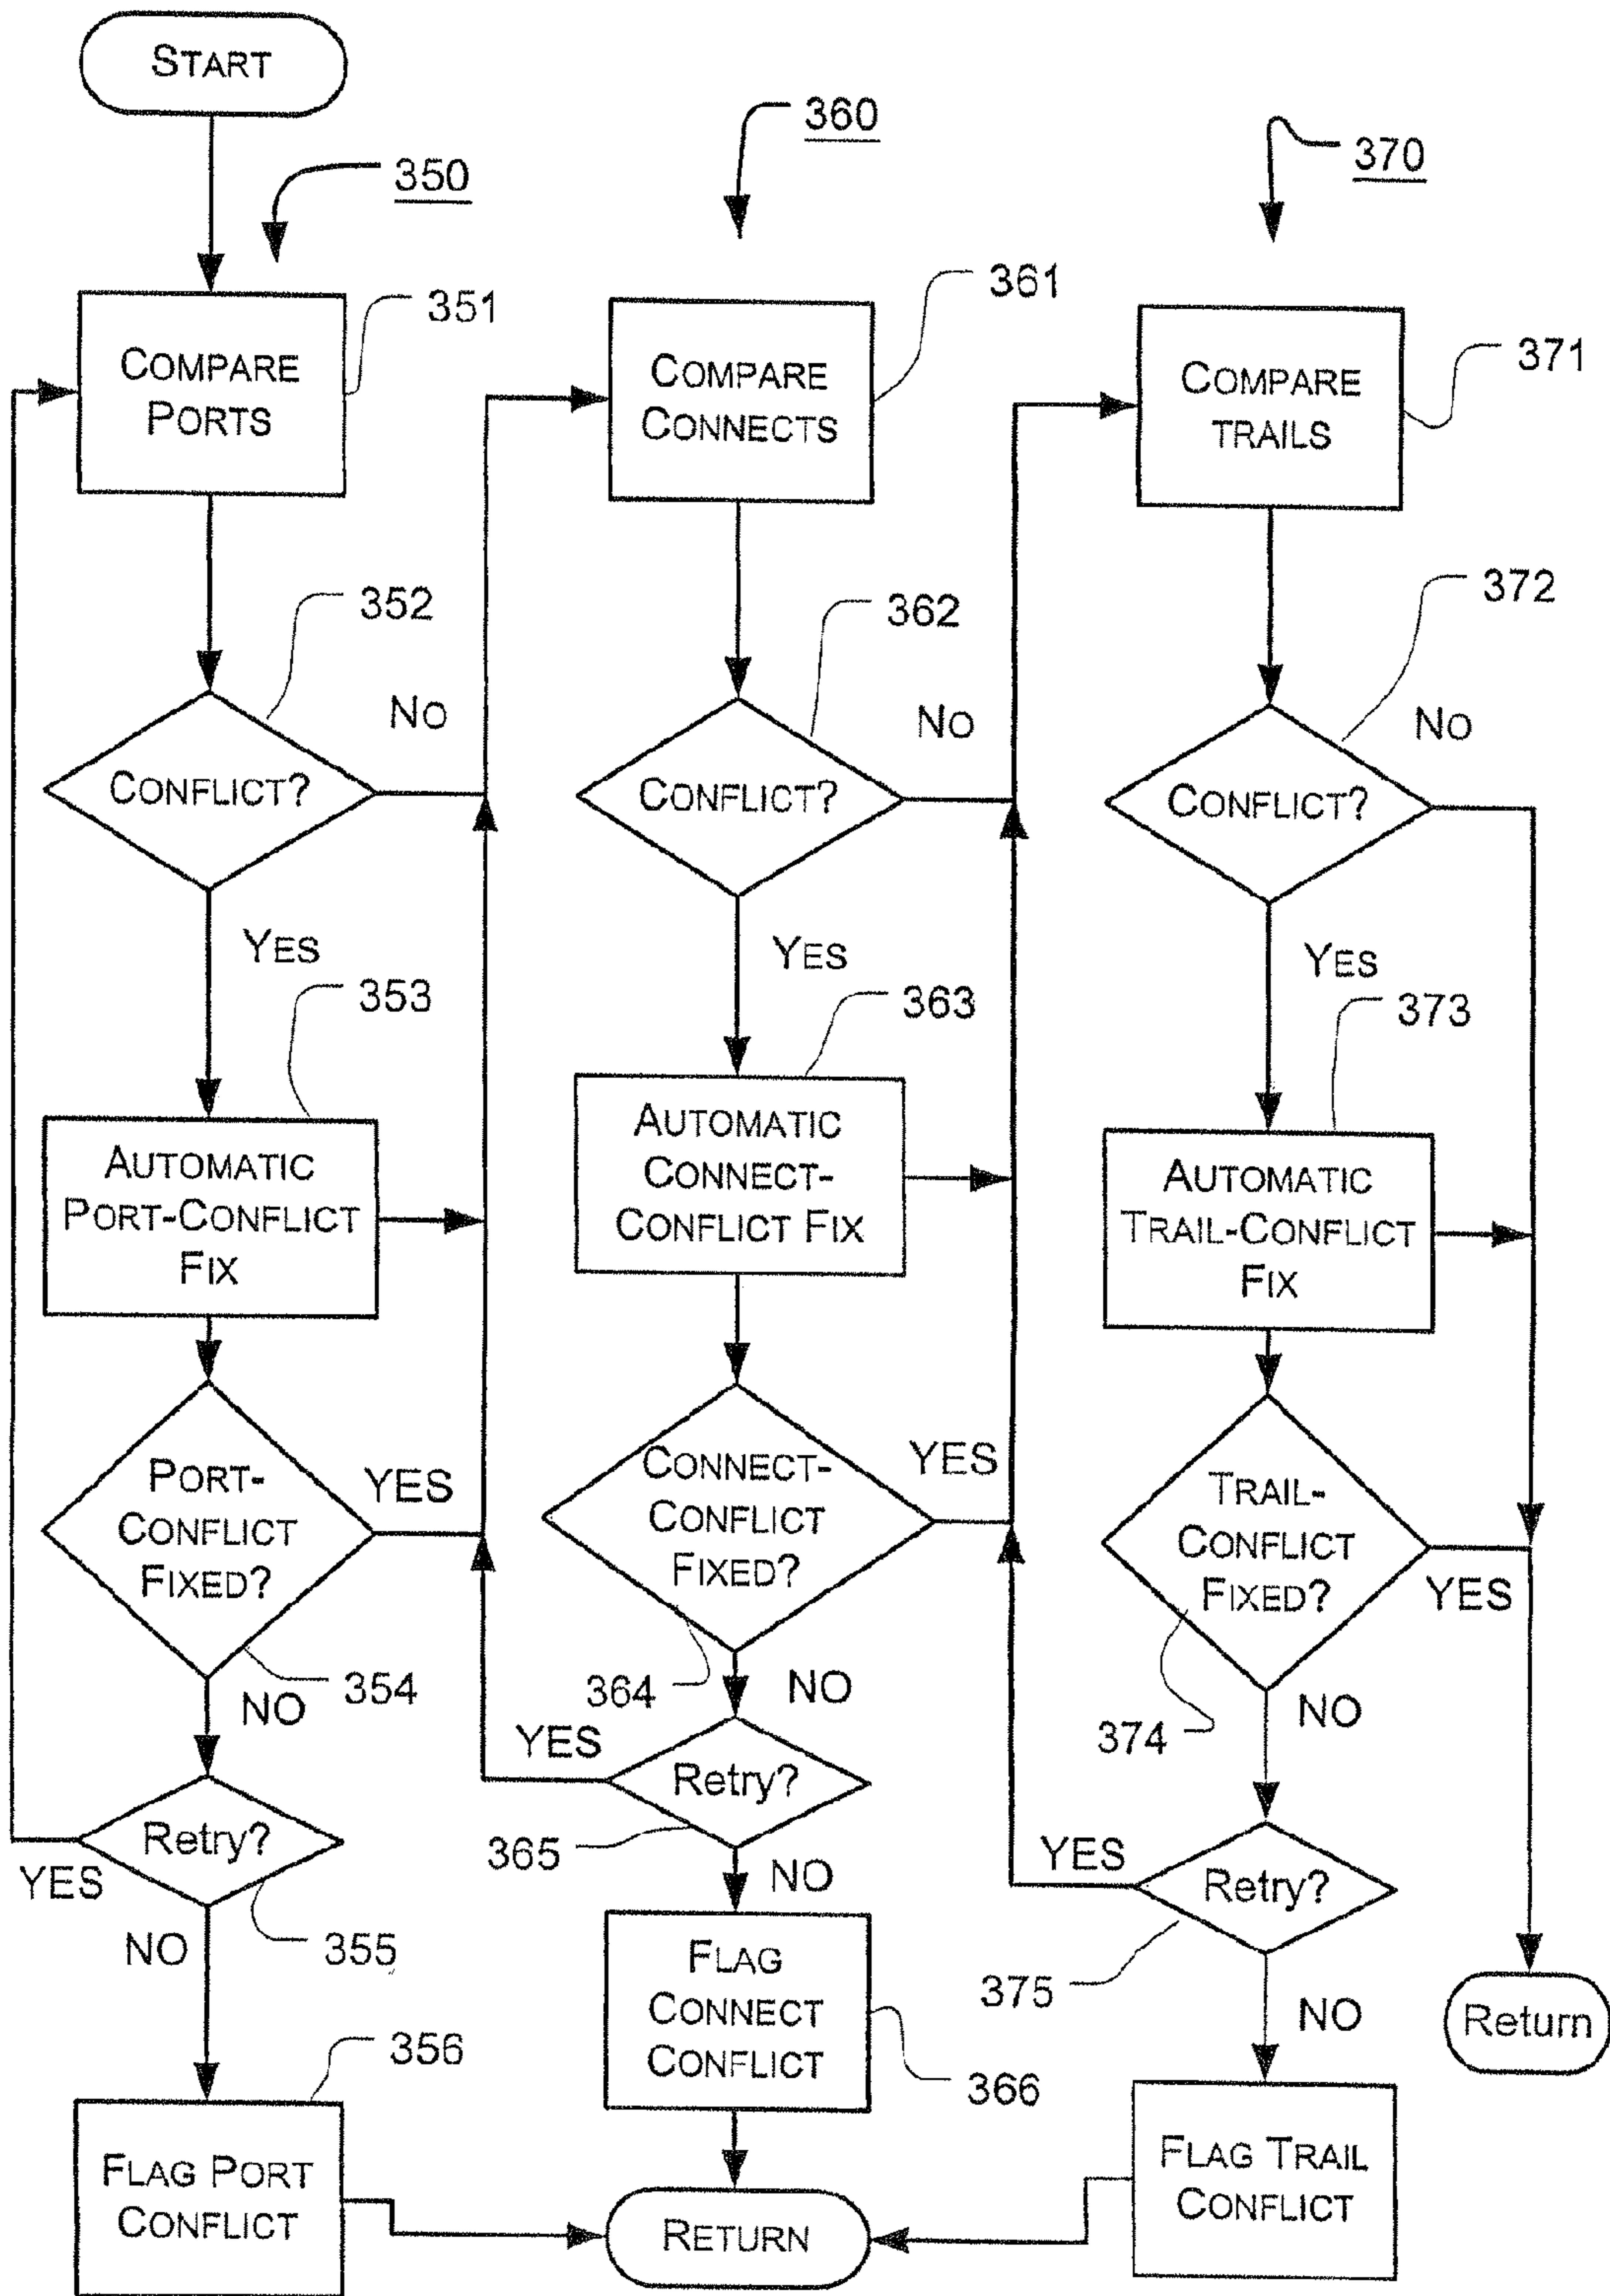 START
350
360
370
COMPARE
PORTS
351
COMPARE
CONNECTS
361
COMPARE
TRAILS
371
352
CONFLICT?
NO
YES
362
CONFLICT?
NO
YES
372
CONFLICT?
NO
YES
353
AUTOMATIC
PORT-CONFLICT
FIX
363
AUTOMATIC
CONNECT-
CONFLICT FIX
373
AUTOMATIC
TRAIL-CONFLICT
FIX
PORT-
CONFLICT
FIXED?
YES
354
NO
CONNECT-
CONFLICT
FIXED?
YES
364
NO
TRAIL-
CONFLICT
FIXED?
YES
374
NO
Retry?
YES
355
NO
YES
Retry?
365
NO
YES
Retry?
375
NO
Return
356
FLAG PORT
CONFLICT
FLAG
CONNECT
CONFLICT
366
FLAG TRAIL
CONFLICT
RETURN